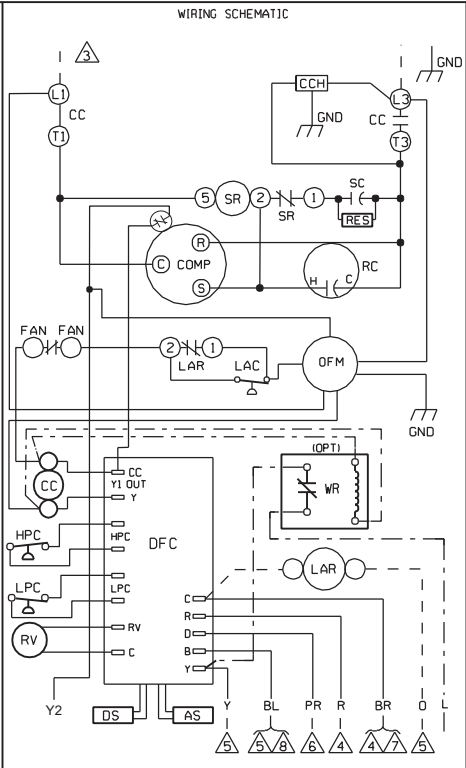 WIRING SCHEMATIC
3
GND
L1
CCH
L3
CC
GND
CC
T1
T3
5 SR 2 1 SC
SR
RES
R
C COMP
RC
S
H C
FAN FAN
2 1
LAR LAC
OFM
GND
(OPT)
CC
CC
Y1 OUT
Y
WR
HPC
HPC
DFC
LPC
LPC
LAR
C
R
RV
RV
D
C
B
Y
Y2
Y BL PR R BR O L
DS AS
5 5 8 6 4 4 7 5